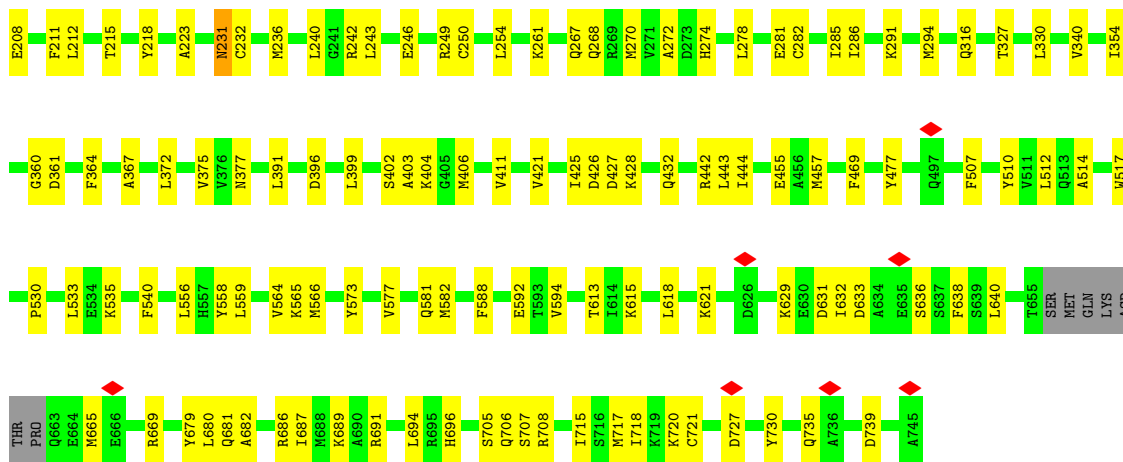 E208 F211 L212 T215 Y218 A223 N231 C232 M236 L240 G241 R242 L243 E246 R249 C250 L254 K261 Q267 Q268 R269 M270 V271 A272 D273 H274 L278 E281 C282 I285 I286 K291 M294 Q316 T327 L330 V340 I354
G360 D361 F364 A367 L372 V375 V376 N377 L391 D396 L399 S402 A403 K404 G405 M406 V411 V421 I425 D426 D427 K428 Q432 R442 L443 I444 E455 A456 M457 F469 Y477 Q497 F507 Y510 V511 L512 Q513 A514 W517
P530 L533 E534 K535 F540 L556 H557 Y558 L559 V564 K565 M566 Y573 V577 Q581 M582 F588 E592 T593 V594 T613 I614 K615 L618 K621 D626 K629 E630 D631 I632 D633 A634 E635 S636 S637 F638 S639 L640 T655 SER MET GLN LYS ASP
THR PRO Q663 E664 M665 E666 R669 Y679 L680 Q681 A682 R686 I687 M688 K689 A690 R691 L694 R695 H696 S705 Q706 S707 R708 I715 S716 M717 I718 K719 K720 C721 D727 Y730 Q735 A736 D739 A745